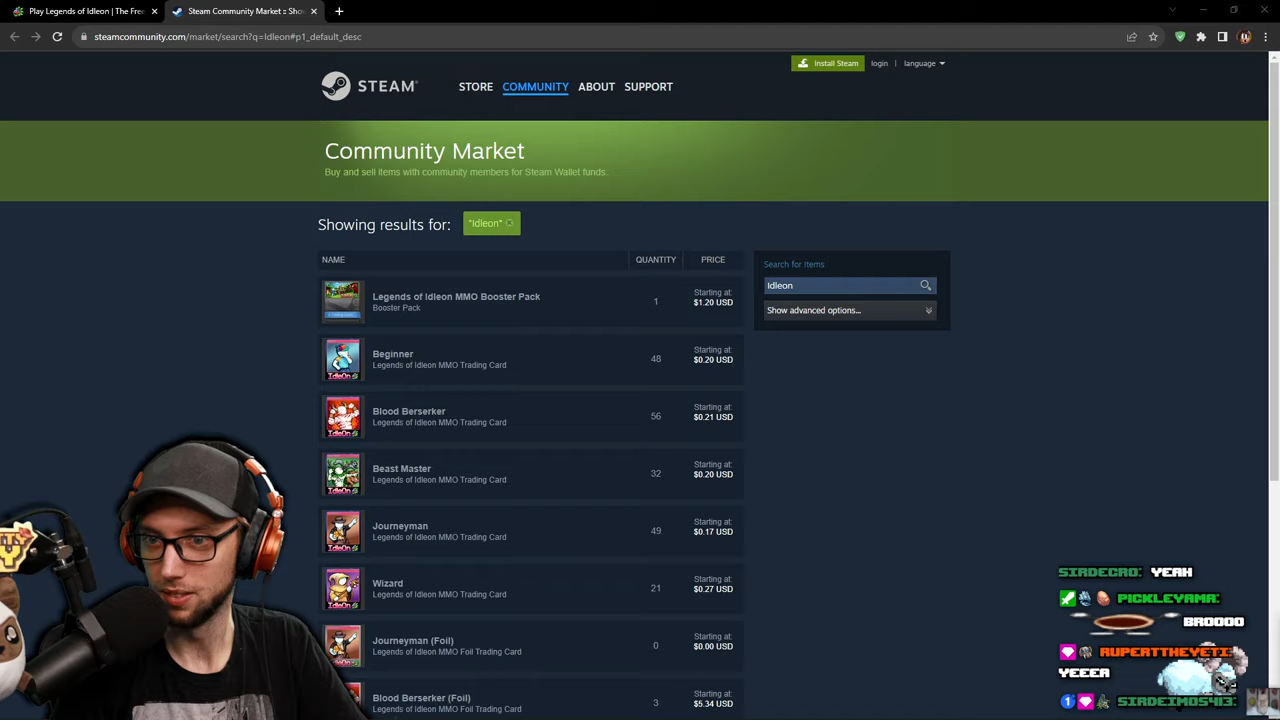 Play Legends of Idleon | The Free
Steam Community Market :: Show
steamcommunity.com/market/search?q=Idleon#p1_default_desc
Install Steam
login | language
STEAM
STORE COMMUNITY ABOUT SUPPORT
Community Market
Buy and sell items with community members for Steam Wallet funds.
Showing results for: "Idleon"
NAME QUANTITY PRICE
Search for Items
Idleon
Show advanced options...
Legends of Idleon MMO Booster Pack
Booster Pack
1
Starting at:
$1.20 USD
Beginner
Legends of Idleon MMO Trading Card
48
Starting at:
$0.20 USD
Blood Berserker
Legends of Idleon MMO Trading Card
56
Starting at:
$0.21 USD
Beast Master
Legends of Idleon MMO Trading Card
32
Starting at:
$0.20 USD
Journeyman
Legends of Idleon MMO Trading Card
49
Starting at:
$0.17 USD
Wizard
Legends of Idleon MMO Trading Card
21
Starting at:
$0.27 USD
Journeyman (Foil)
Legends of Idleon MMO Foil Trading Card
0
Starting at:
$0.00 USD
Blood Berserker (Foil)
Legends of Idleon MMO Foil Trading Card
3
Starting at:
$5.34 USD
SIRDECRO: YEAH
PICKLEYAMA:
BROOOO
RUPERTTHEYETI:
YEEER
SIRDEIMOS413: